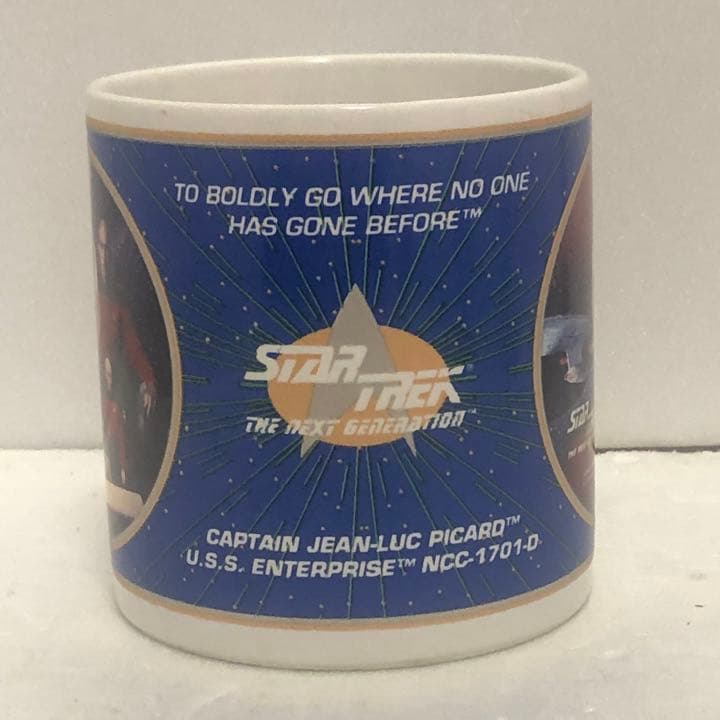 TO BOLDLY GO WHERE NO ONE
HAS GONE BEFORE™
STAR TREK®
THE NEXT GENERATION™
CAPTAIN JEAN-LUC PICARD™
U.S.S. ENTERPRISE™ NCC-1701-D